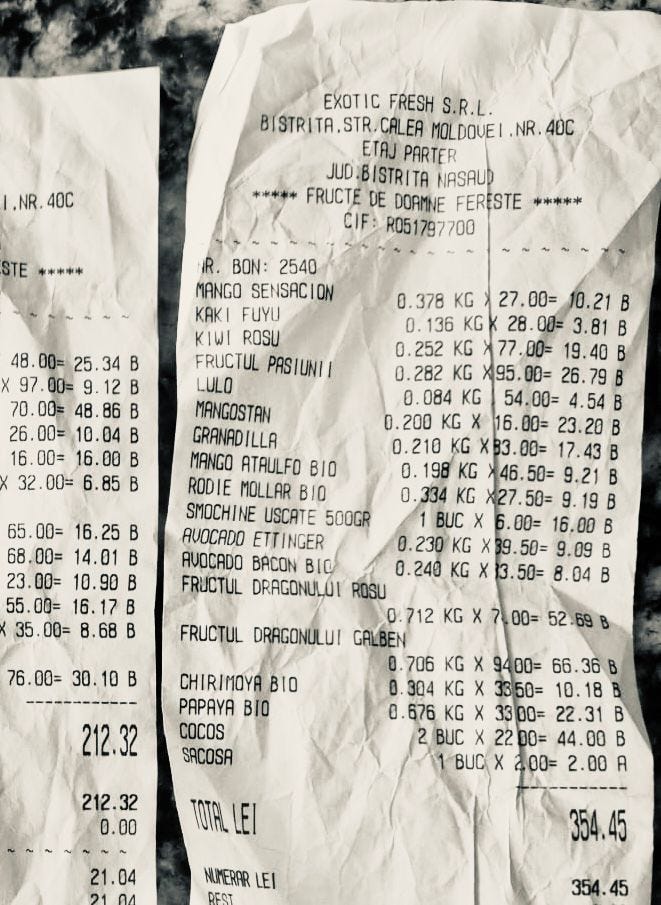 I.NR.40C
STE *****
48.00= 25.34 B
X 97.00= 9.12 B
70.00= 48.86 B
26.00= 10.04 B
16.00= 16.00 B
X 32.00= 6.85 B
65.00= 16.25 B
68.00= 14.01 B
23.00= 10.90 B
55.00= 16.17 B
X 35.00= 8.68 B
76.00= 30.10 B
212.32
212.32
0.00
21.04
21.04
EXOTIC FRESH S.R.L.
BISTRITA.STR.CALEA MOLDOVEI.NR.40C
ETAJ PARTER
JUD.BISTRITA NASAUD
***** FRUCTE DE DOAMNE FERESTE *****
CIF: RO51797700
NR. BON: 2540
MANGO SENSACION
0.378 KG X 27.00= 10.21 B
KAKI FUYU
0.136 KG X 28.00= 3.81 B
KIWI ROSU
0.252 KG X 77.00= 19.40 B
FRUCTUL PASIUNII
0.282 KG X 95.00= 26.79 B
LULO
0.084 KG 54.00= 4.54 B
MANGOSTAN
0.200 KG X 16.00= 23.20 B
GRANADILLA
0.210 KG X 83.00= 17.43 B
MANGO ATAULFO BIO
0.198 KG X 46.50= 9.21 B
RODIE MOLLAR BIO
0.334 KG X 27.50= 9.19 B
SMOCHINE USCATE 500GR
1 BUC X 6.00= 16.00 B
AVOCADO ETTINGER
0.230 KG X 39.50= 9.09 B
AVOCADO BACON BIO
0.240 KG X 33.50= 8.04 B
FRUCTUL DRAGONULUI ROSU
0.712 KG X 52.69 B
FRUCTUL DRAGONULUI GALBEN
0.706 KG X 94.00= 66.36 B
CHIRIMOYA BIO
0.304 KG X 33.50= 10.18 B
PAPAYA BIO
0.676 KG X 33.00= 22.31 B
COCOS
2 BUC X 22.00= 44.00 B
SACOSA
1 BUC X 2.00= 2.00 A
TOTAL LEI
354.45
NUMERAR LEI
354.45
REST